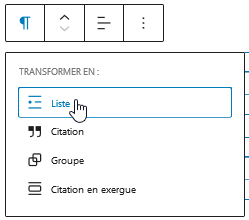 TRANSFORMER EN :
Liste
Citation
Groupe
Citation en exergue